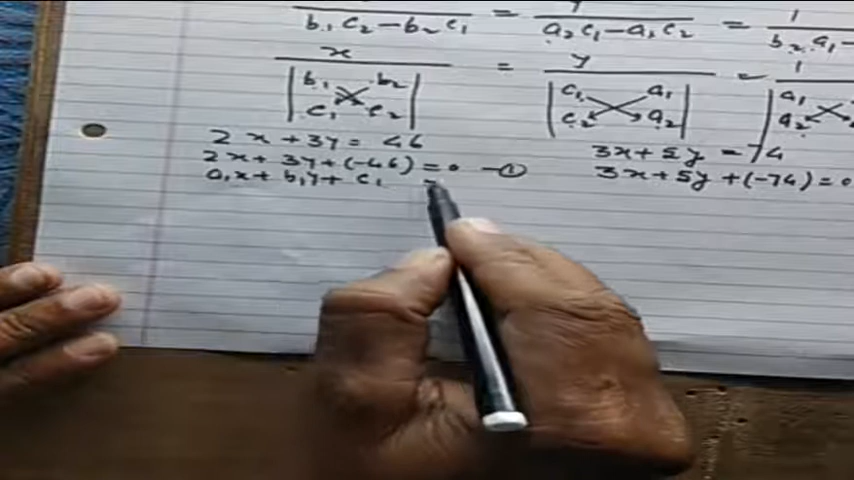 x/(b₁c₂-b₂c₁) = y/(a₂c₁-a₁c₂) = 1/(b₂a₁-
x/|b₁ b₂ c₁ c₂| = y/|c₁ a₁ c₂ a₂| = 1/|a₁ a₂
2x + 3y = 46
2x + 3y + (-46) = 0 - ①
a₁x + b₁y + c₁ =
3x + 5y = 74
3x + 5y + (-74) = 0